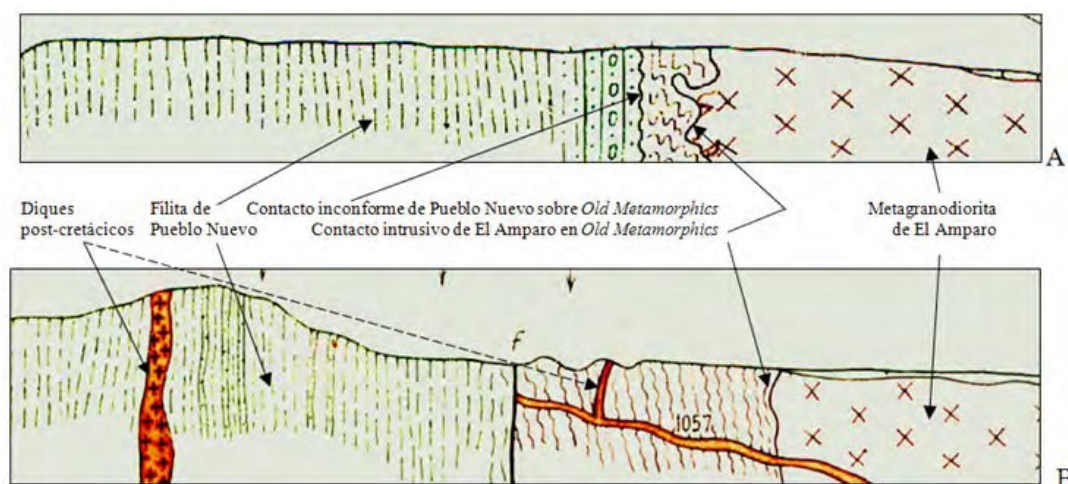 A
Diques
post-cretácicos
Filita de
Pueblo Nuevo
Contacto inconforme de Pueblo Nuevo sobre Old Metamorphics
Contacto intrusivo de El Amparo en Old Metamorphics
Metagranodiorita
de El Amparo
f
1057
B